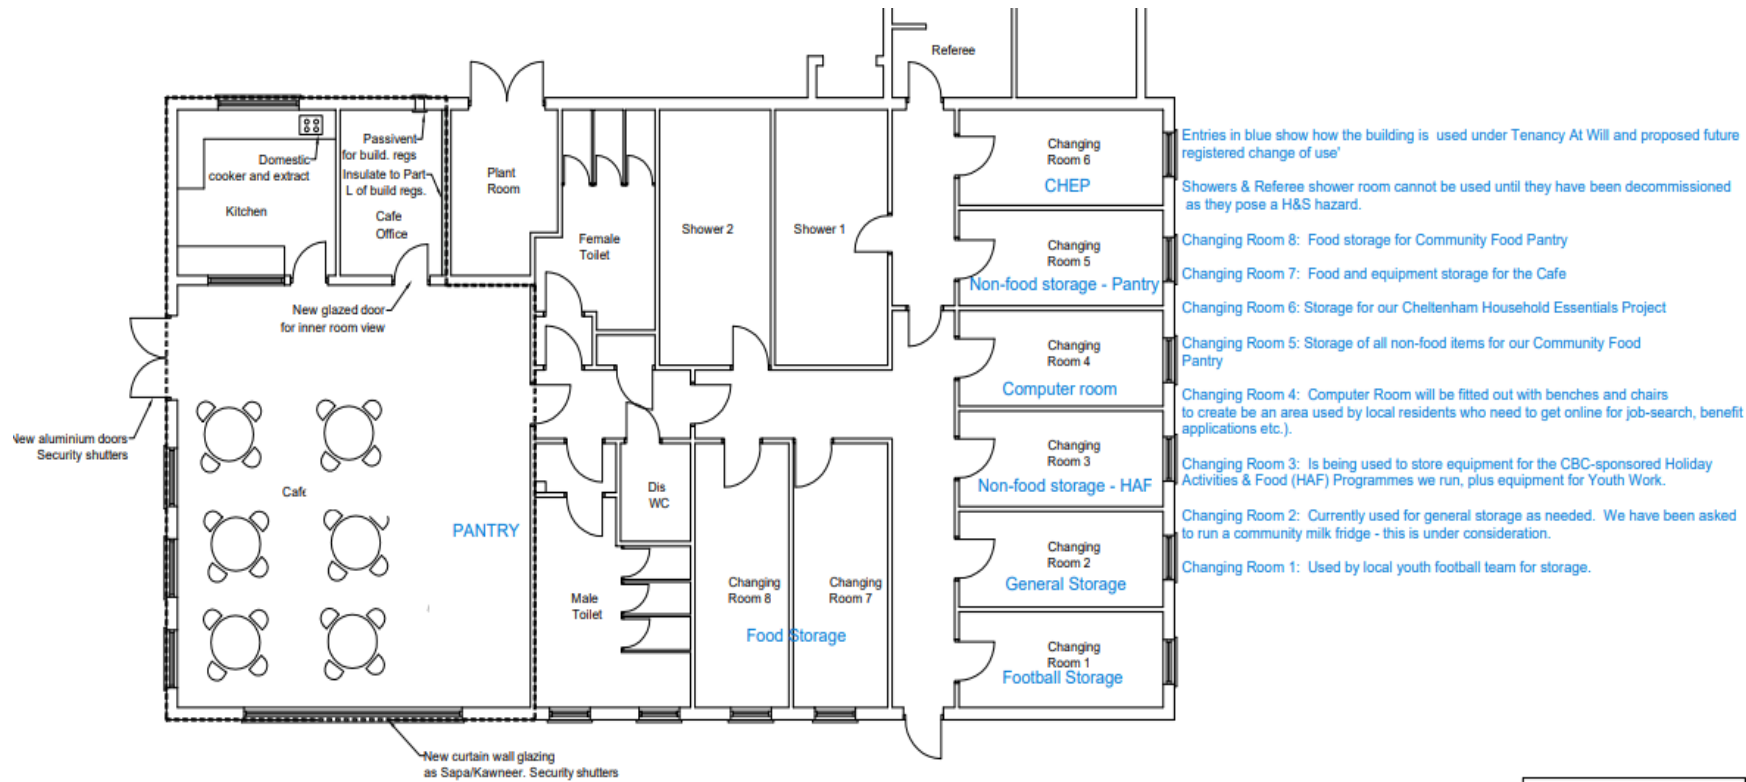 Referee
Passivent
for build. regs
Insulate to Part
L of build regs.
Domestic
cooker and extract
Kitchen
Cafe
Office
Plant
Room
Female
Toilet
Shower 2
Shower 1
Changing
Room 6
CHEP
Changing
Room 5
Non-food storage - Pantry
Changing
Room 4
Computer room
Changing
Room 3
Non-food storage - HAF
Changing
Room 2
General Storage
Changing
Room 1
Football Storage
New glazed door
for inner room view
New aluminium doors
Security shutters
Cafe
PANTRY
Dis
WC
Male
Toilet
Changing
Room 8
Changing
Room 7
Food Storage
New curtain wall glazing
as Sapa/Kawneer. Security shutters
Entries in blue show how the building is used under Tenancy At Will and proposed future
registered change of use'
Showers & Referee shower room cannot be used until they have been decommissioned
as they pose a H&S hazard.
Changing Room 8: Food storage for Community Food Pantry
Changing Room 7: Food and equipment storage for the Cafe
Changing Room 6: Storage for our Cheltenham Household Essentials Project
Changing Room 5: Storage of all non-food items for our Community Food
Pantry
Changing Room 4: Computer Room will be fitted out with benches and chairs
to create be an area used by local residents who need to get online for job-search, benefit
applications etc.).
Changing Room 3: Is being used to store equipment for the CBC-sponsored Holiday
Activities & Food (HAF) Programmes we run, plus equipment for Youth Work.
Changing Room 2: Currently used for general storage as needed. We have been asked
to run a community milk fridge - this is under consideration.
Changing Room 1: Used by local youth football team for storage.